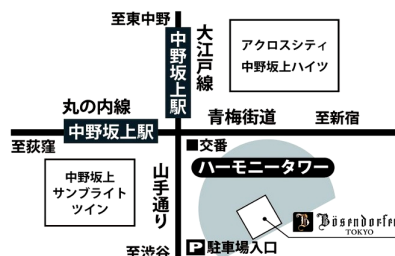 至東中野
中野坂上駅
大江戸線
アクロスシティ
中野坂上ハイツ
丸の内線
中野坂上駅
青梅街道
至新宿
至荻窪
■交番
ハーモニータワー
中野坂上
サンブライト
ツイン
山手通り
B Bösendorfer
TOKYO
至渋谷
P 駐車場入口